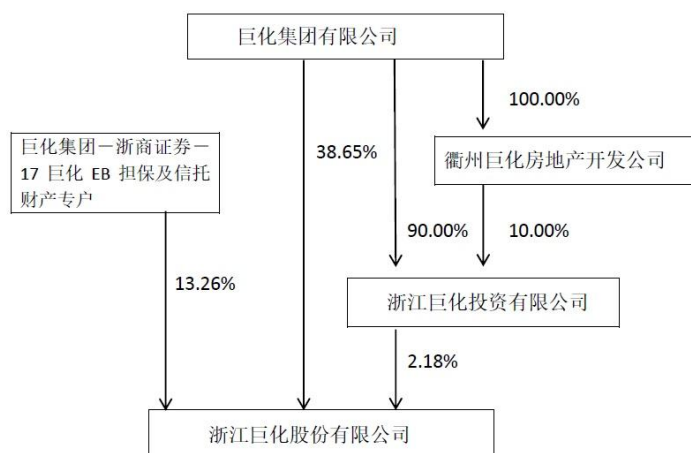 巨化集团有限公司
100.00%
巨化集团－浙商证券－
17 巨化 EB 担保及信托
财产专户
38.65%
衢州巨化房地产开发公司
90.00%
10.00%
13.26%
浙江巨化投资有限公司
2.18%
浙江巨化股份有限公司